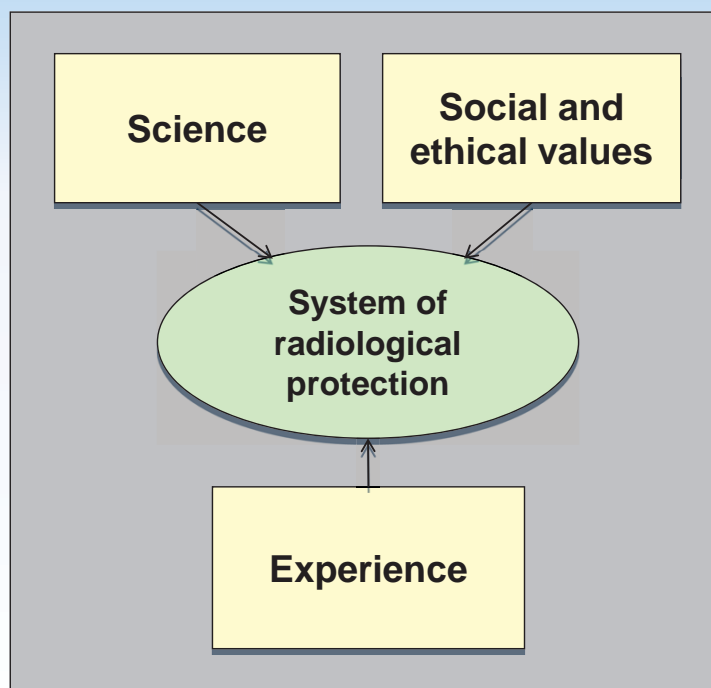 Science
Social and
ethical values
System of
radiological
protection
Experience